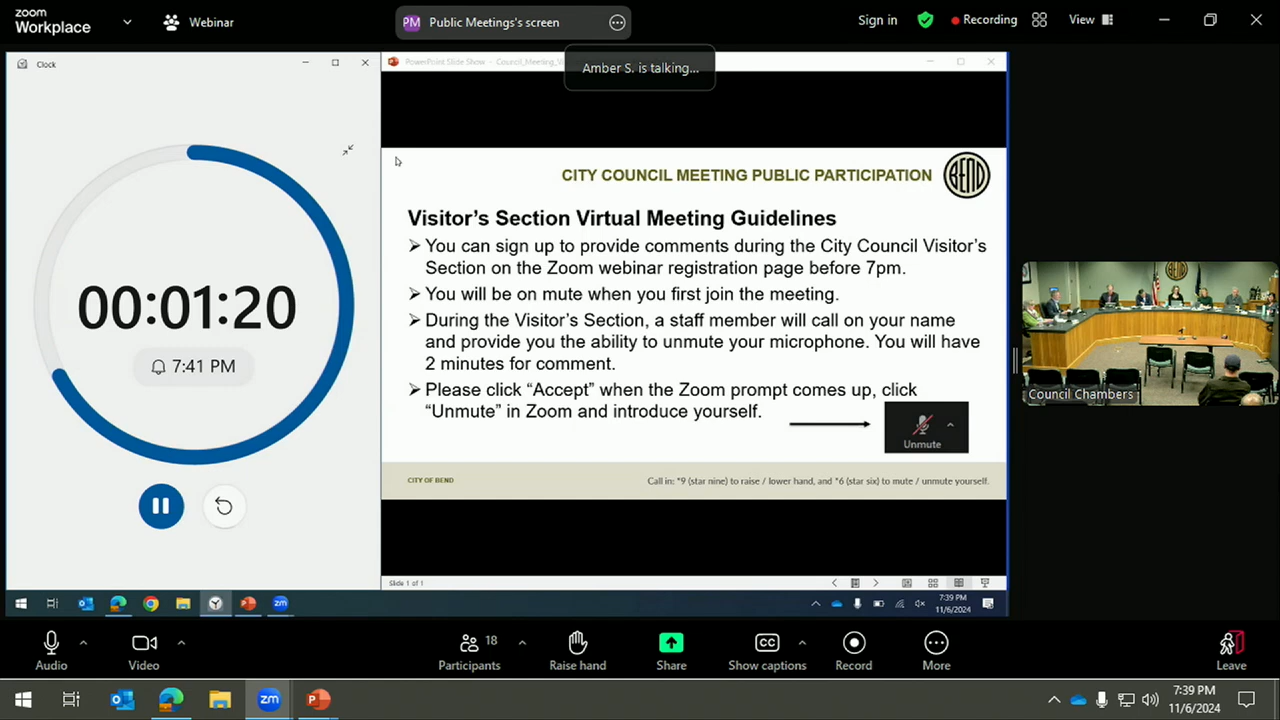 zoom
Workplace
Webinar
PM Public Meetings's screen
Sign in
Recording
View
Clock
PowerPoint Slide Show - Council_Meeting_V
Amber S. is talking...
CITY COUNCIL MEETING PUBLIC PARTICIPATION
BEND
Visitor’s Section Virtual Meeting Guidelines
You can sign up to provide comments during the City Council Visitor’s
Section on the Zoom webinar registration page before 7pm.
You will be on mute when you first join the meeting.
During the Visitor’s Section, a staff member will call on your name
and provide you the ability to unmute your microphone. You will have
2 minutes for comment.
Please click “Accept” when the Zoom prompt comes up, click
“Unmute” in Zoom and introduce yourself.
Unmute
CITY OF BEND
Call in: *9 (star nine) to raise / lower hand, and *6 (star six) to mute / unmute yourself.
00:01:20
7:41 PM
Council Chambers
Slide 1 of 1
zm
7:39 PM
11/6/2024
Audio
Video
18
Participants
Raise hand
Share
CC
Show captions
Record
More
Leave
zm
7:39 PM
11/6/2024